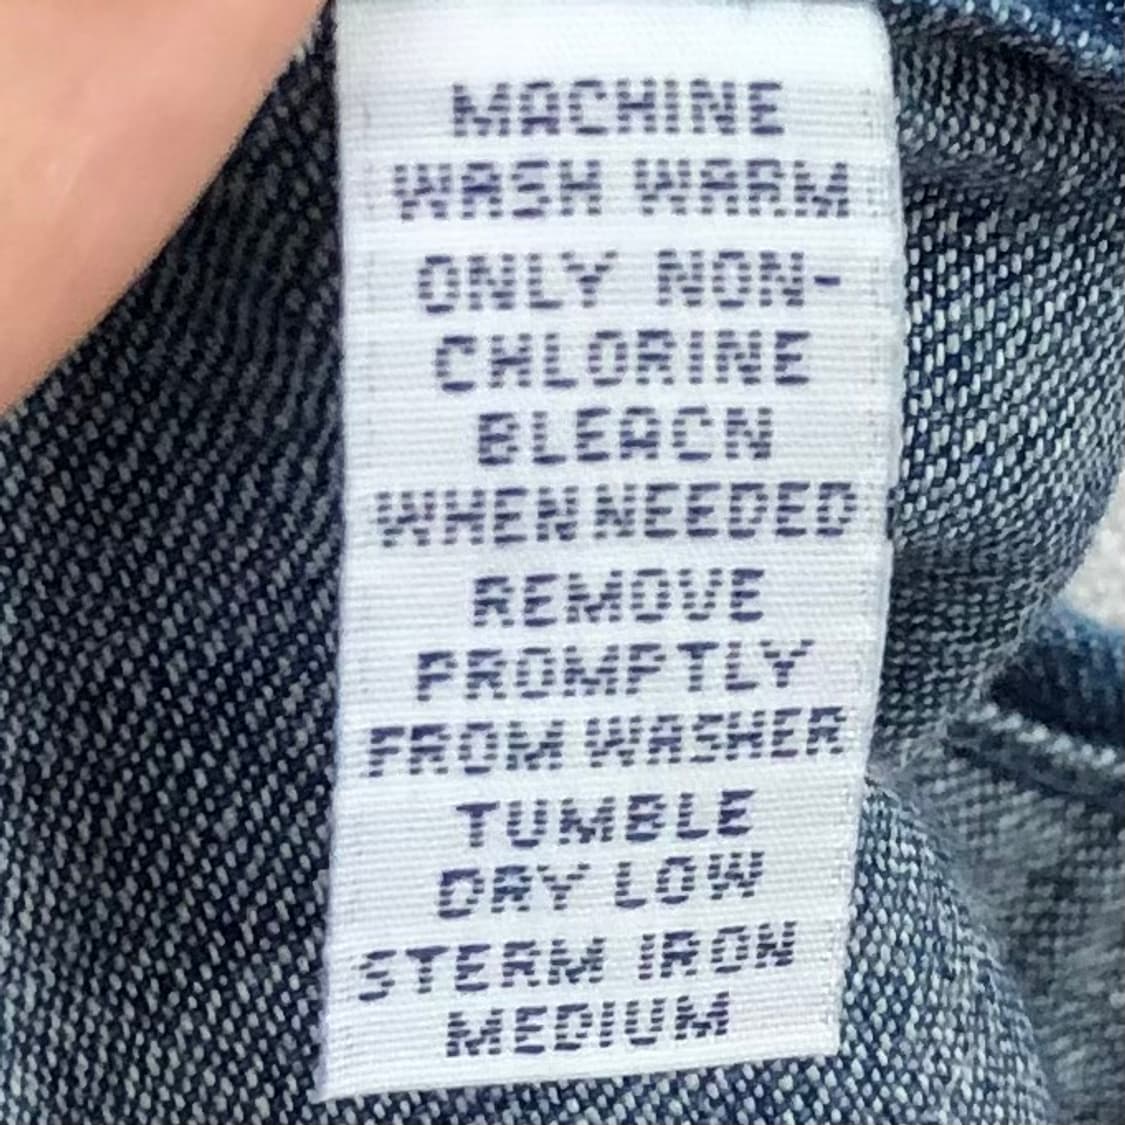 MACHINE
WASH WARM
ONLY NON-
CHLORINE
BLEACN
WHEN NEEDED
REMOVE
PROMPTLY
FROM WASHER
TUMBLE
DRY LOW
STERM IRON
MEDIUM